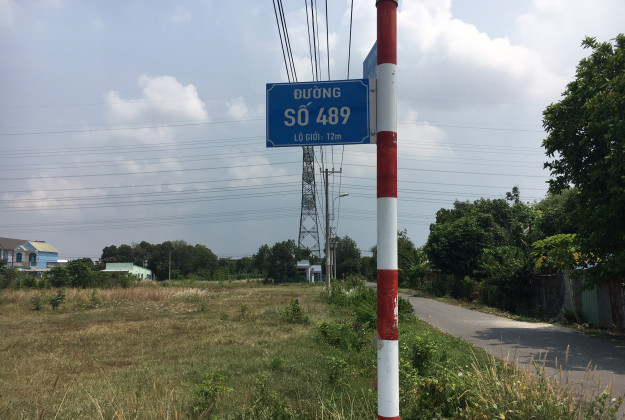 ĐƯỜNG
SỐ 489
LỘ GIỚI - 12m